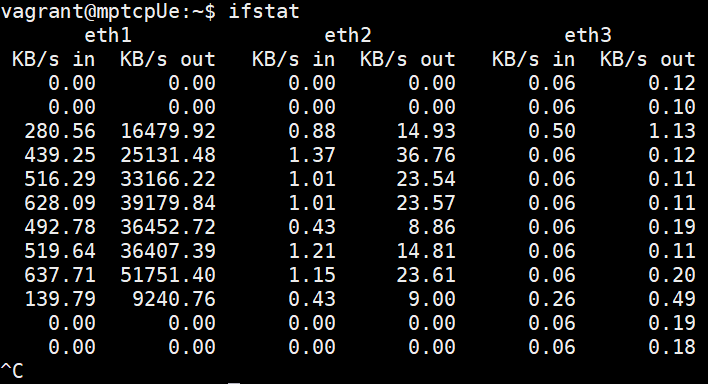 vagrant@mptcpUe:~$ ifstat
eth1 eth2 eth3
KB/s in KB/s out KB/s in KB/s out KB/s in KB/s out
0.00 0.00 0.00 0.00 0.06 0.12
0.00 0.00 0.00 0.00 0.06 0.10
280.56 16479.92 0.88 14.93 0.50 1.13
439.25 25131.48 1.37 36.76 0.06 0.12
516.29 33166.22 1.01 23.54 0.06 0.11
628.09 39179.84 1.01 23.57 0.06 0.11
492.78 36452.72 0.43 8.86 0.06 0.19
519.64 36407.39 1.21 14.81 0.06 0.11
637.71 51751.40 1.15 23.61 0.06 0.20
139.79 9240.76 0.43 9.00 0.26 0.49
0.00 0.00 0.00 0.00 0.06 0.19
0.00 0.00 0.00 0.00 0.06 0.18
^C